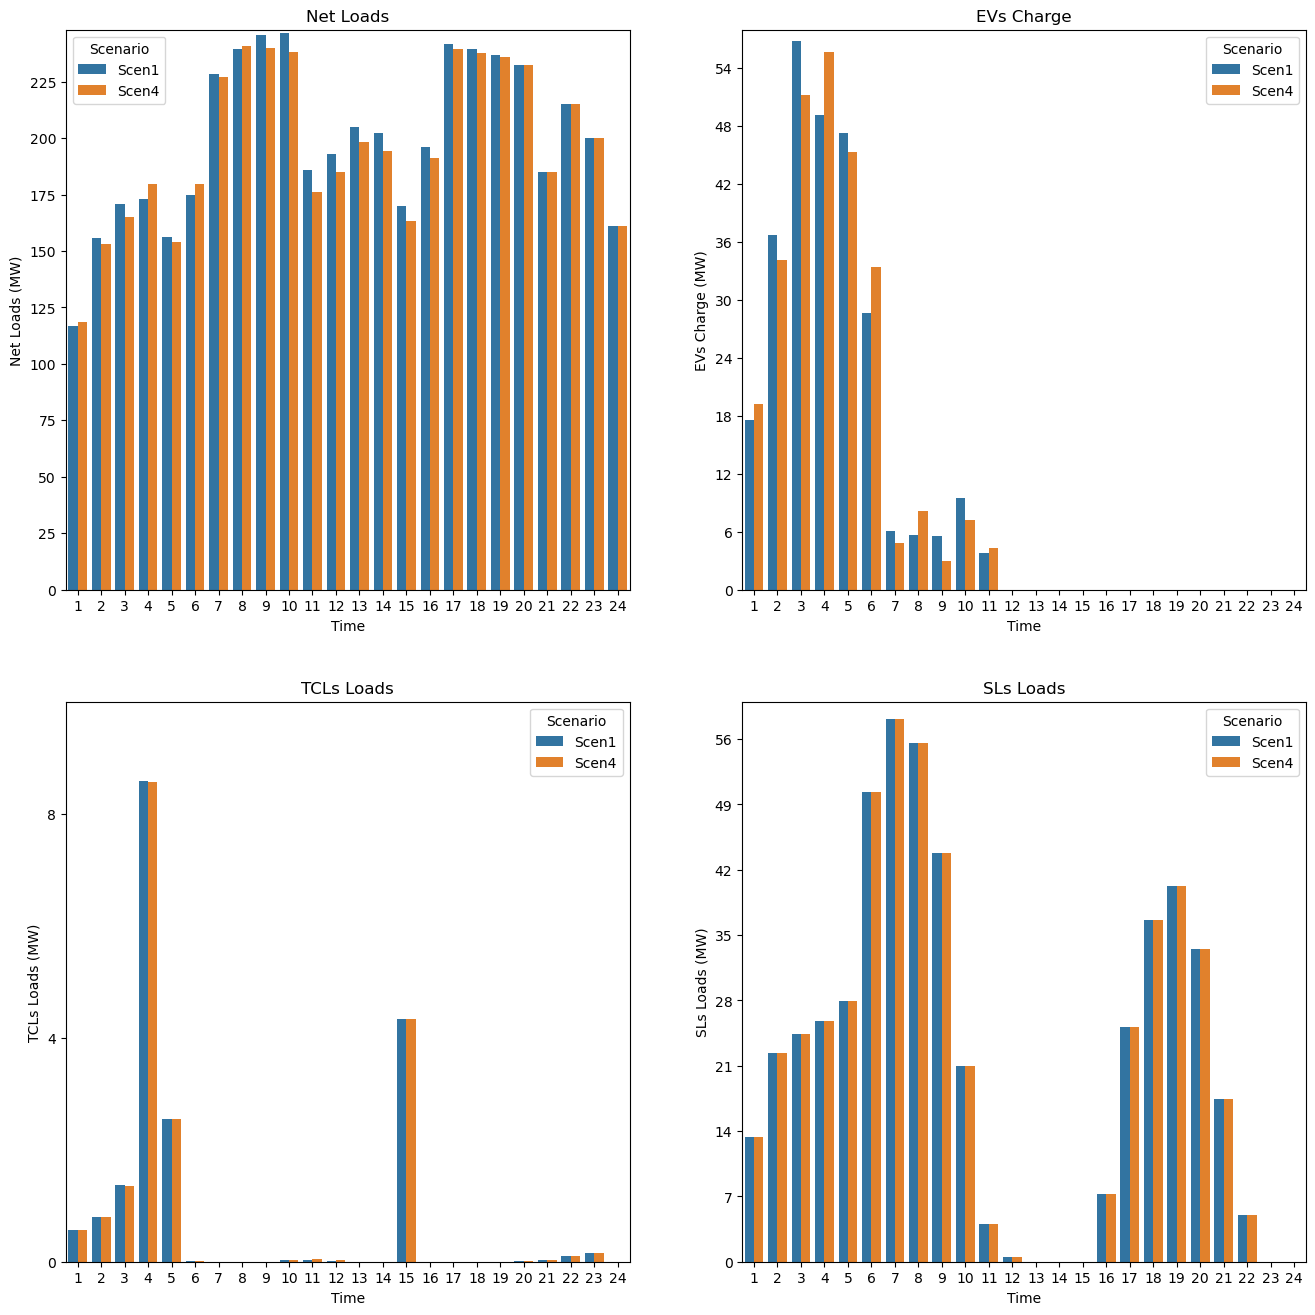 Net Loads
Scenario
Scen1
Scen4
Net Loads (MW)
225
200
175
150
125
100
75
50
25
0
1 2 3 4 5 6 7 8 9 10 11 12 13 14 15 16 17 18 19 20 21 22 23 24
Time
EVs Charge
Scenario
Scen1
Scen4
EVs Charge (MW)
54
48
42
36
30
24
18
12
6
0
1 2 3 4 5 6 7 8 9 10 11 12 13 14 15 16 17 18 19 20 21 22 23 24
Time
TCLs Loads
Scenario
Scen1
Scen4
TCLs Loads (MW)
8
4
0
1 2 3 4 5 6 7 8 9 10 11 12 13 14 15 16 17 18 19 20 21 22 23 24
Time
SLs Loads
Scenario
Scen1
Scen4
SLs Loads (MW)
56
49
42
35
28
21
14
7
0
1 2 3 4 5 6 7 8 9 10 11 12 13 14 15 16 17 18 19 20 21 22 23 24
Time